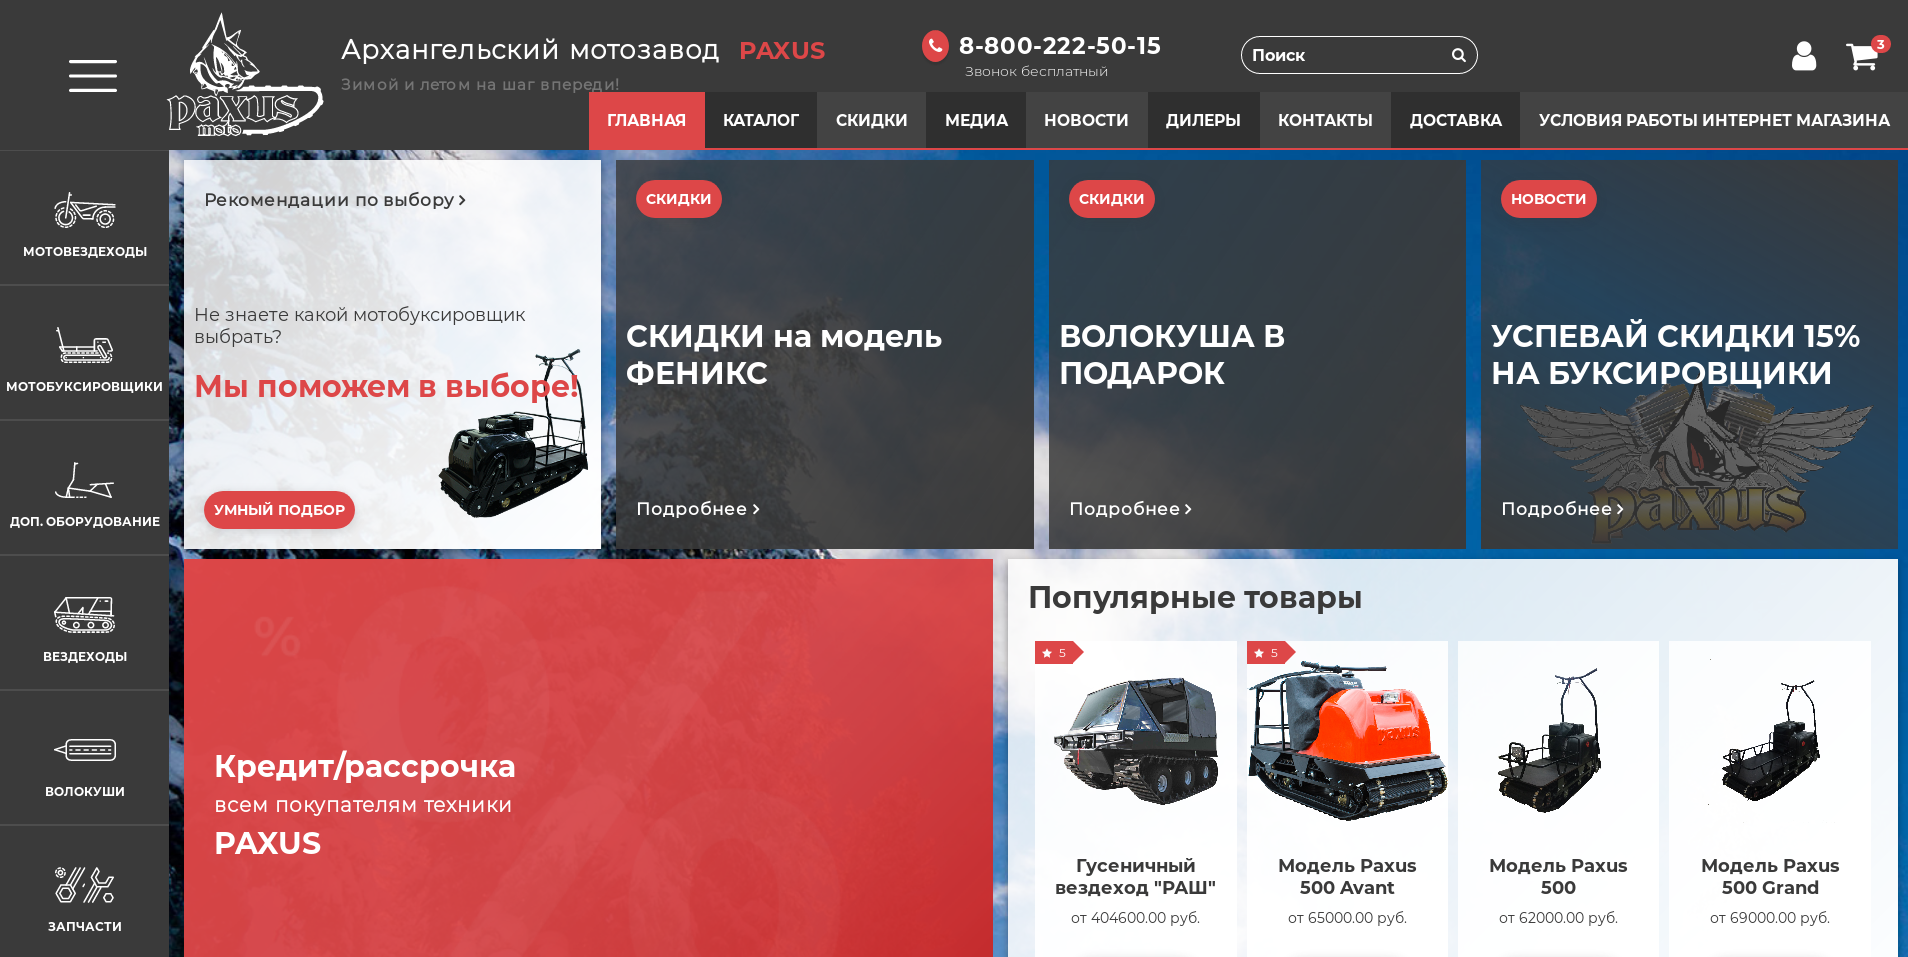 paxus
moto
Архангельский мотозавод PAXUS
Зимой и летом на шаг впереди!
8-800-222-50-15
Звонок бесплатный
Поиск
3
ГЛАВНАЯ КАТАЛОГ СКИДКИ МЕДИА НОВОСТИ ДИЛЕРЫ КОНТАКТЫ ДОСТАВКА УСЛОВИЯ РАБОТЫ ИНТЕРНЕТ МАГАЗИНА
МОТОВЕЗДЕХОДЫ
МОТОБУКСИРОВЩИКИ
ДОП. ОБОРУДОВАНИЕ
ВЕЗДЕХОДЫ
ВОЛОКУШИ
ЗАПЧАСТИ
Рекомендации по выбору
Не знаете какой мотобуксировщик
выбрать?
Мы поможем в выборе!
УМНЫЙ ПОДБОР
СКИДКИ
СКИДКИ на модель
ФЕНИКС
Подробнее
СКИДКИ
ВОЛОКУША В
ПОДАРОК
Подробнее
НОВОСТИ
УСПЕВАЙ СКИДКИ 15%
НА БУКСИРОВЩИКИ
paxus
Подробнее
%
Кредит/рассрочка
всем покупателям техники
PAXUS
Популярные товары
5
Гусеничный
вездеход "РАШ"
от 404600.00 руб.
5
PAXUS
Модель Paxus
500 Avant
от 65000.00 руб.
Модель Paxus
500
от 62000.00 руб.
Модель Paxus
500 Grand
от 69000.00 руб.